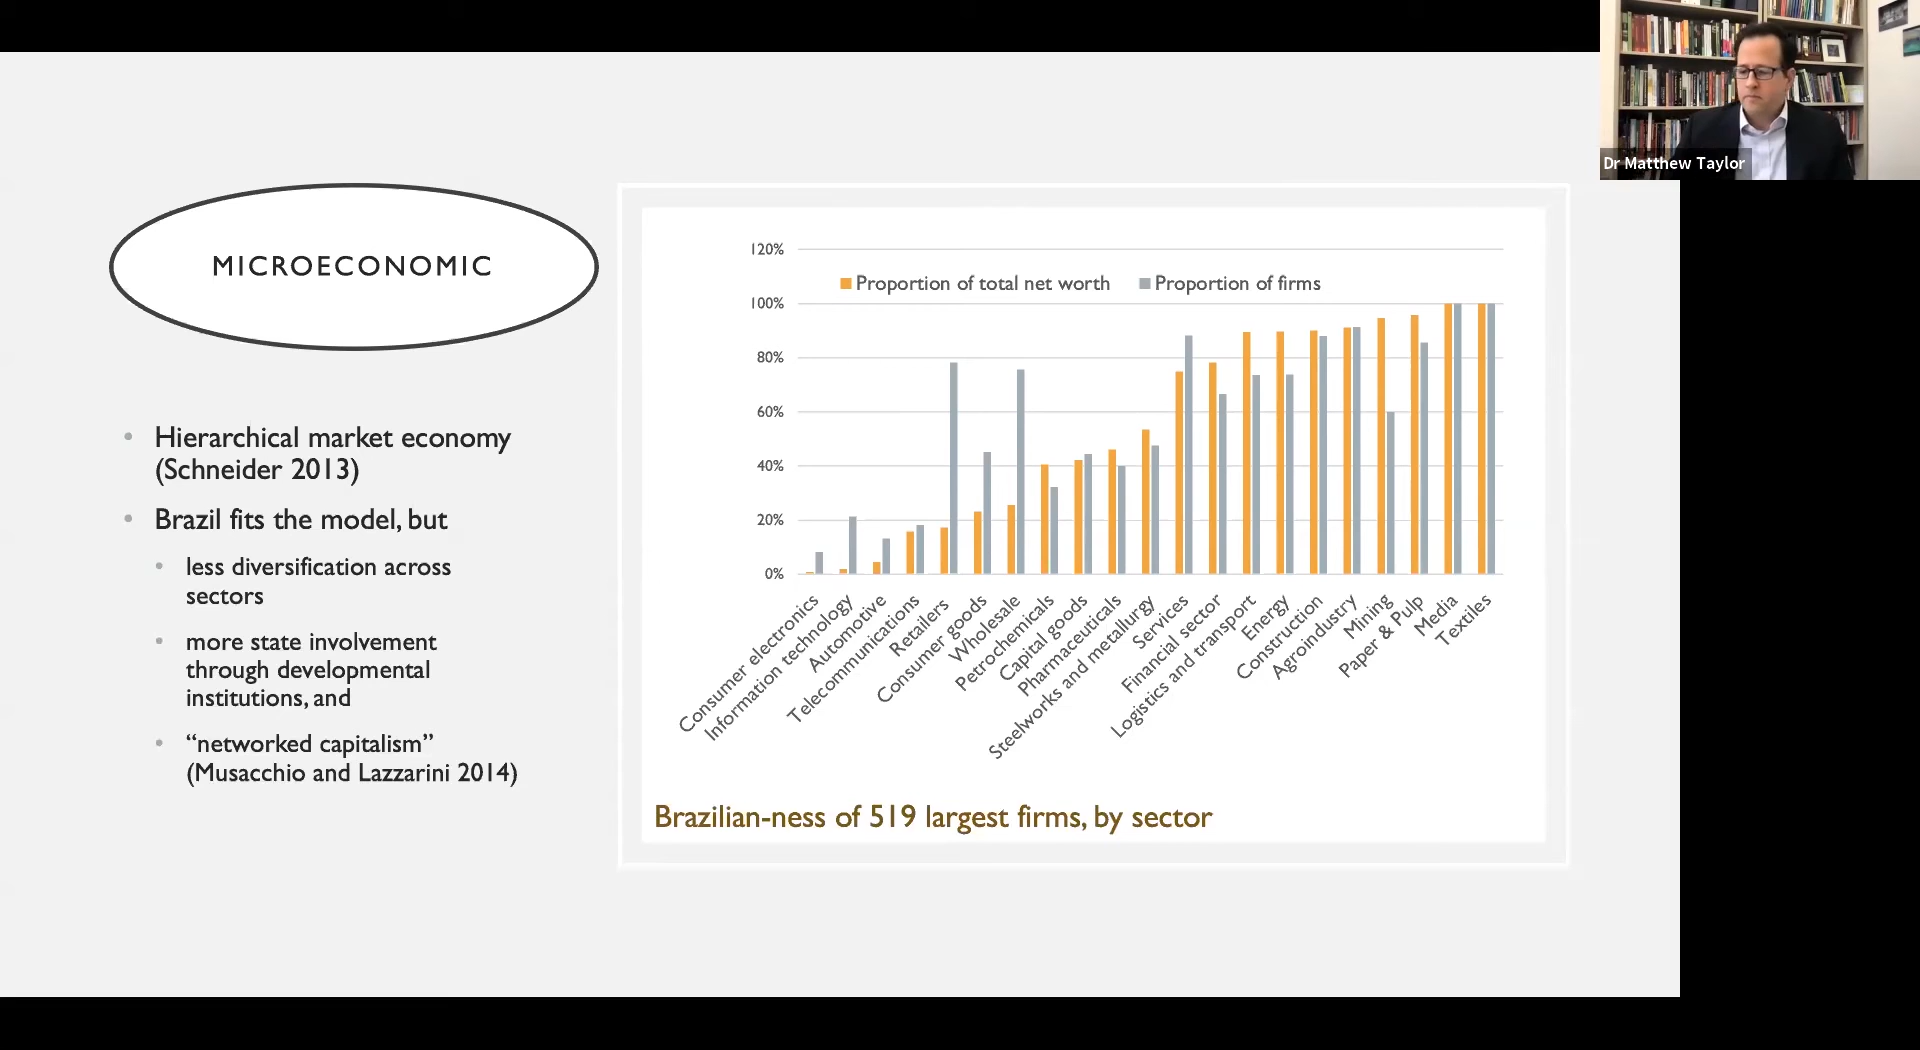 Dr Matthew Taylor
MICROECONOMIC
• Hierarchical market economy
(Schneider 2013)
• Brazil fits the model, but
• less diversification across
sectors
• more state involvement
through developmental
institutions, and
• “networked capitalism”
(Musacchio and Lazzarini 2014)
120%
Proportion of total net worth
Proportion of firms
100%
80%
60%
40%
20%
0%
Consumer electronics
Information technology
Automotive
Telecommunications
Retailers
Consumer goods
Wholesale
Petrochemicals
Capital goods
Pharmaceuticals
Steelworks and metallurgy
Services
Financial sector
Logistics and transport
Energy
Construction
Agroindustry
Mining
Paper & Pulp
Media
Textiles
Brazilian-ness of 519 largest firms, by sector